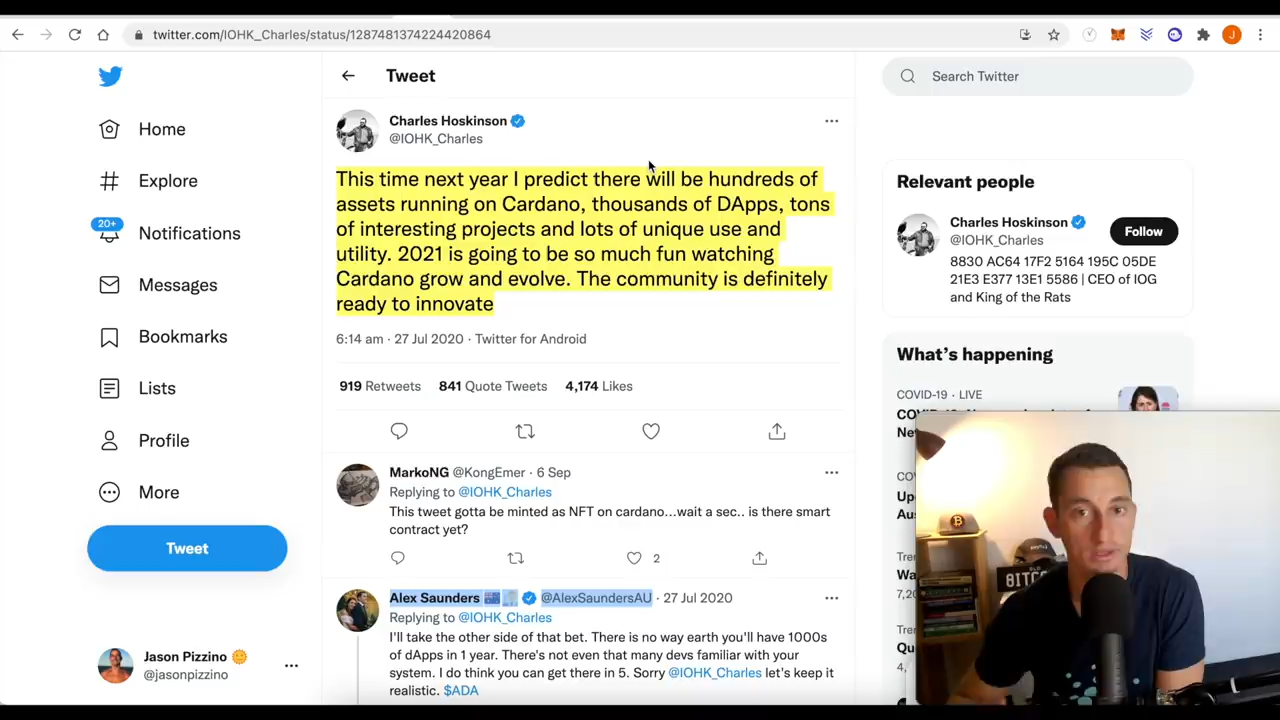 twitter.com/IOHK_Charles/status/1287481374224420864
J
Home
Explore
20+
Notifications
Messages
Bookmarks
Lists
Profile
More
Tweet
Jason Pizzino
@jasonpizzino
Tweet
Charles Hoskinson
@IOHK_Charles
This time next year I predict there will be hundreds of
assets running on Cardano, thousands of DApps, tons
of interesting projects and lots of unique use and
utility. 2021 is going to be so much fun watching
Cardano grow and evolve. The community is definitely
ready to innovate
6:14 am · 27 Jul 2020 · Twitter for Android
919 Retweets 841 Quote Tweets 4,174 Likes
MarkoNG @KongEmer · 6 Sep
Replying to @IOHK_Charles
This tweet gotta be minted as NFT on cardano...wait a sec.. is there smart
contract yet?
2
Alex Saunders @AlexSaundersAU · 27 Jul 2020
Replying to @IOHK_Charles
I'll take the other side of that bet. There is no way earth you'll have 1000s
of dApps in 1 year. There's not even that many devs familiar with your
system. I do think you can get there in 5. Sorry @IOHK_Charles let's keep it
realistic. $ADA
Search Twitter
Relevant people
Charles Hoskinson
@IOHK_Charles
Follow
8830 AC64 17F2 5164 195C 05DE
21E3 E377 13E1 5586 | CEO of IOG
and King of the Rats
What's happening
COVID-19 · LIVE